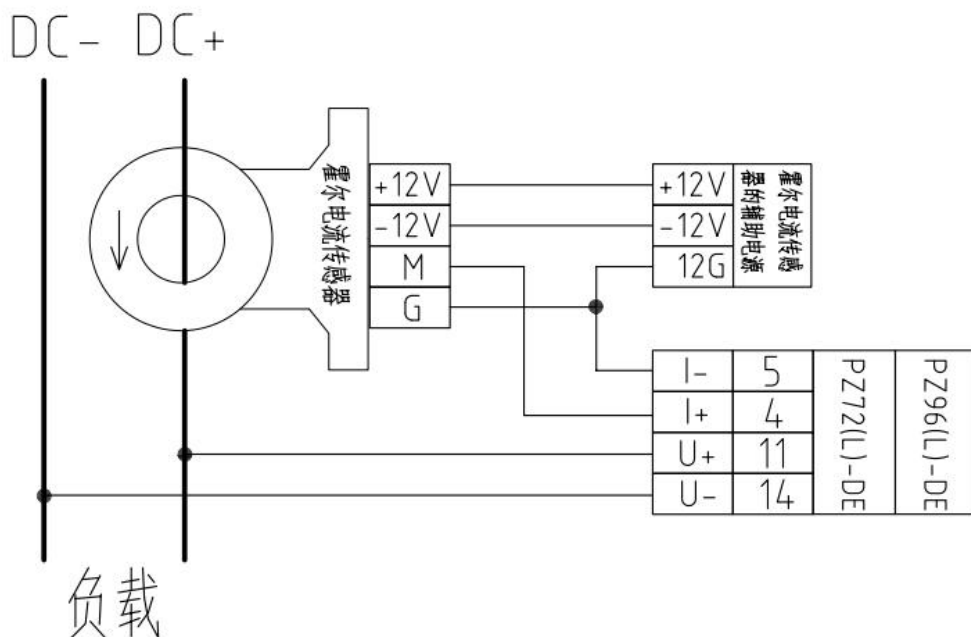 DC- DC+
霍尔电流传感器
+12V
-12V
M
G
+12V
-12V
12G
霍尔电流传感
器的辅助电源
I- 5
I+ 4
U+ 11
U- 14
PZ72(L)-DE
PZ96(L)-DE
负载